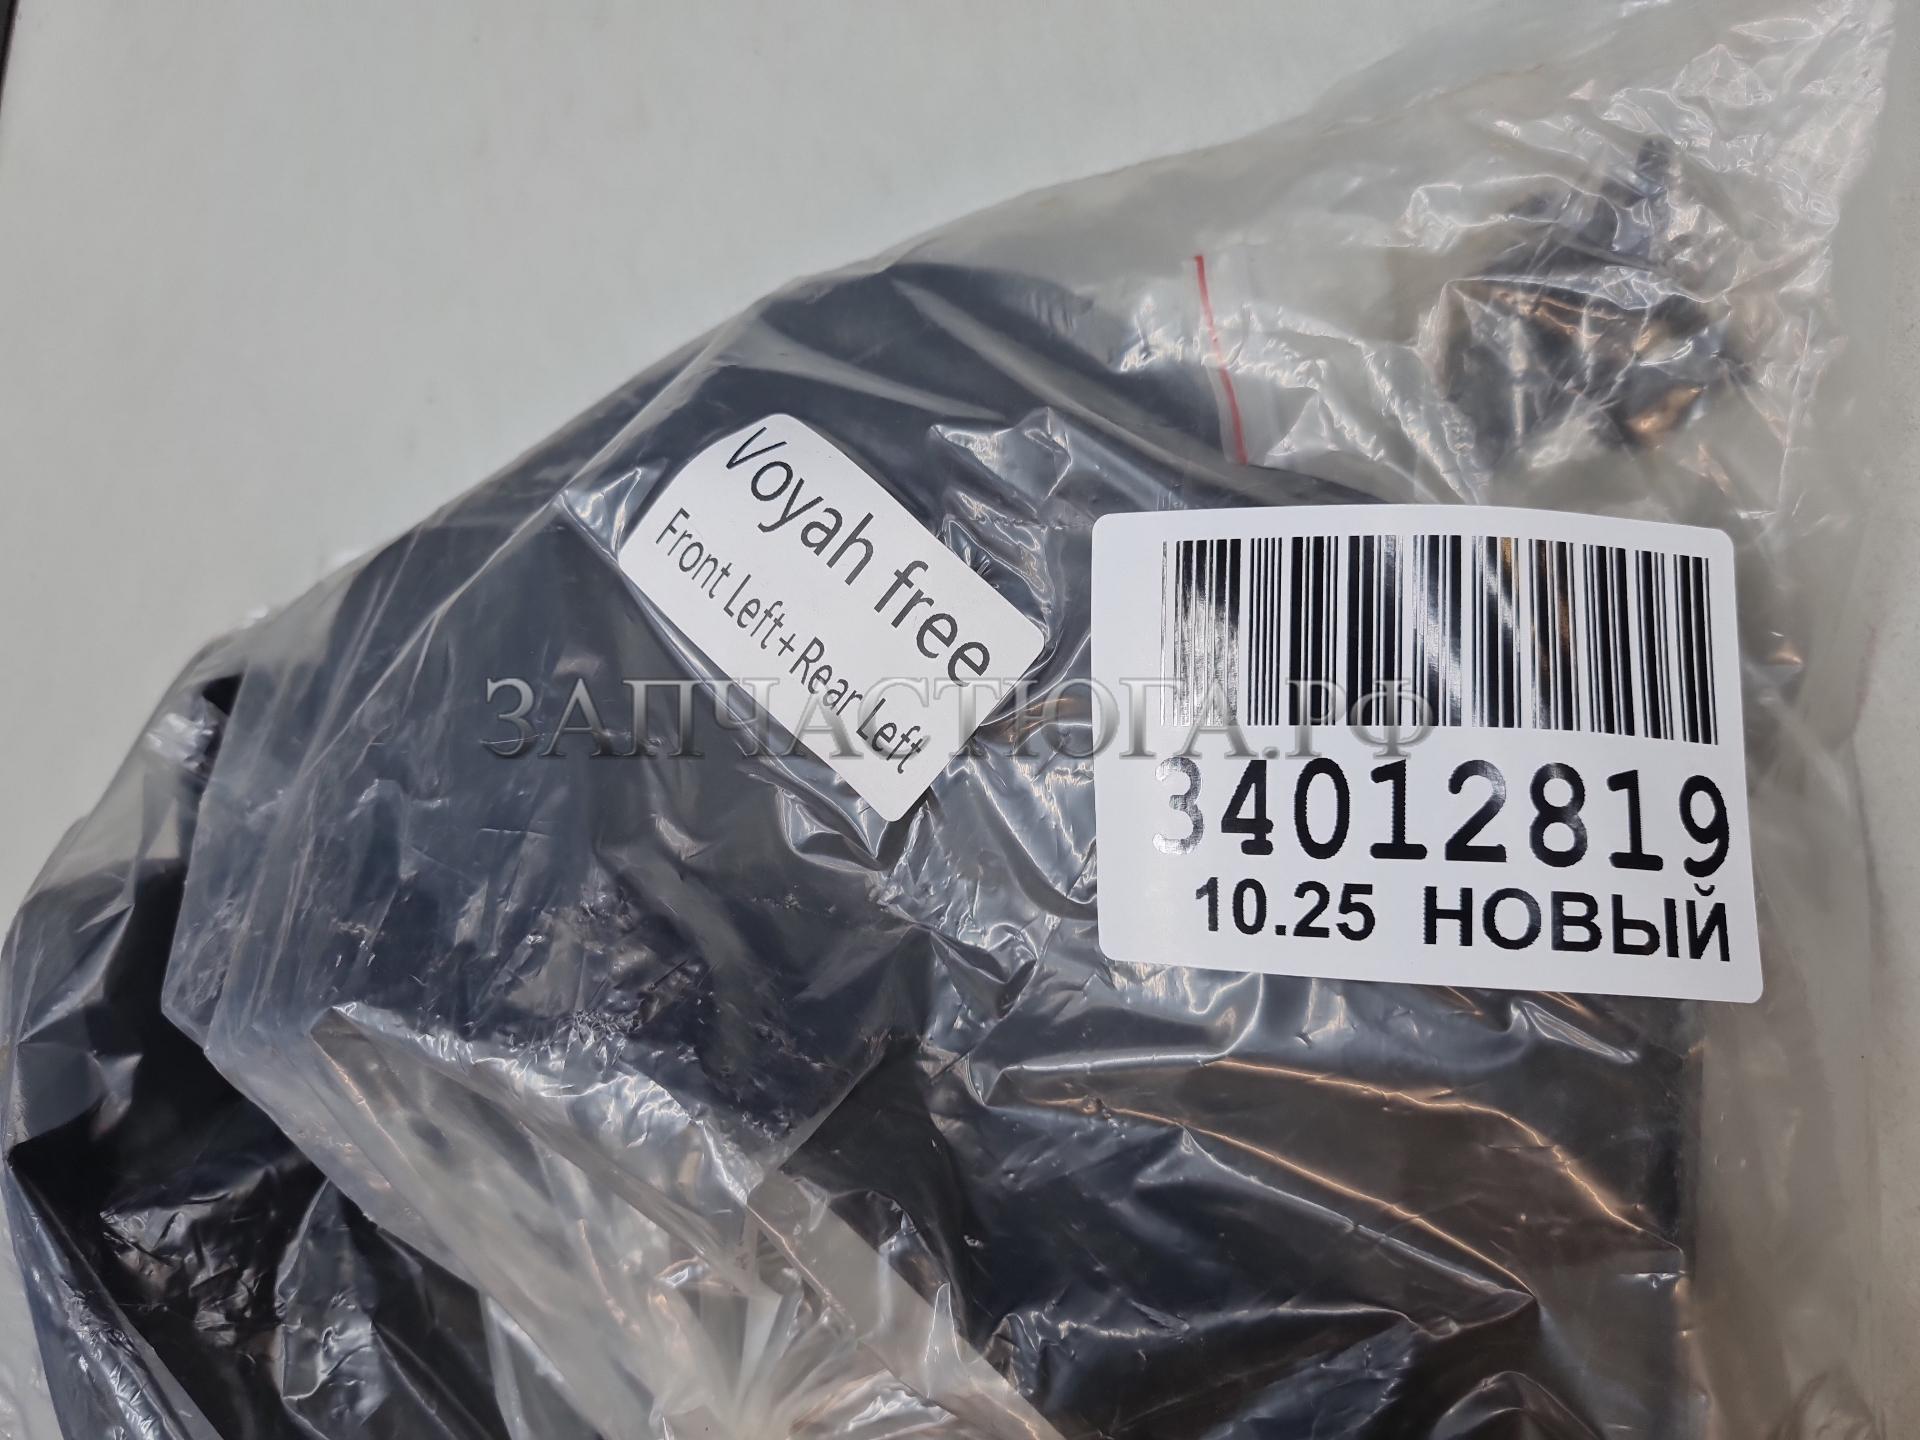 Voyah free
Front Left+Rear Left
ЗАПЧАСТЮГА.РФ
34012819
10.25 НОВЫЙ